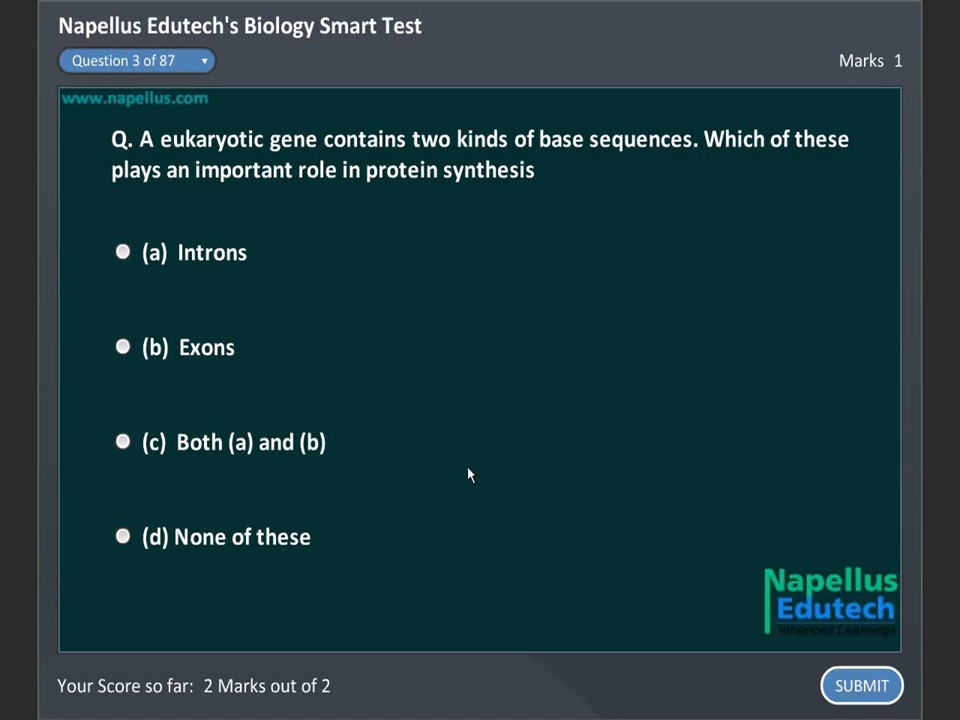 Napellus Edutech's Biology Smart Test
Question 3 of 87
Marks 1
www.napellus.com
Q. A eukaryotic gene contains two kinds of base sequences. Which of these
plays an important role in protein synthesis
(a) Introns
(b) Exons
(c) Both (a) and (b)
(d) None of these
Napellus
Edutech
Enhanced Learnings
Your Score so far: 2 Marks out of 2
SUBMIT